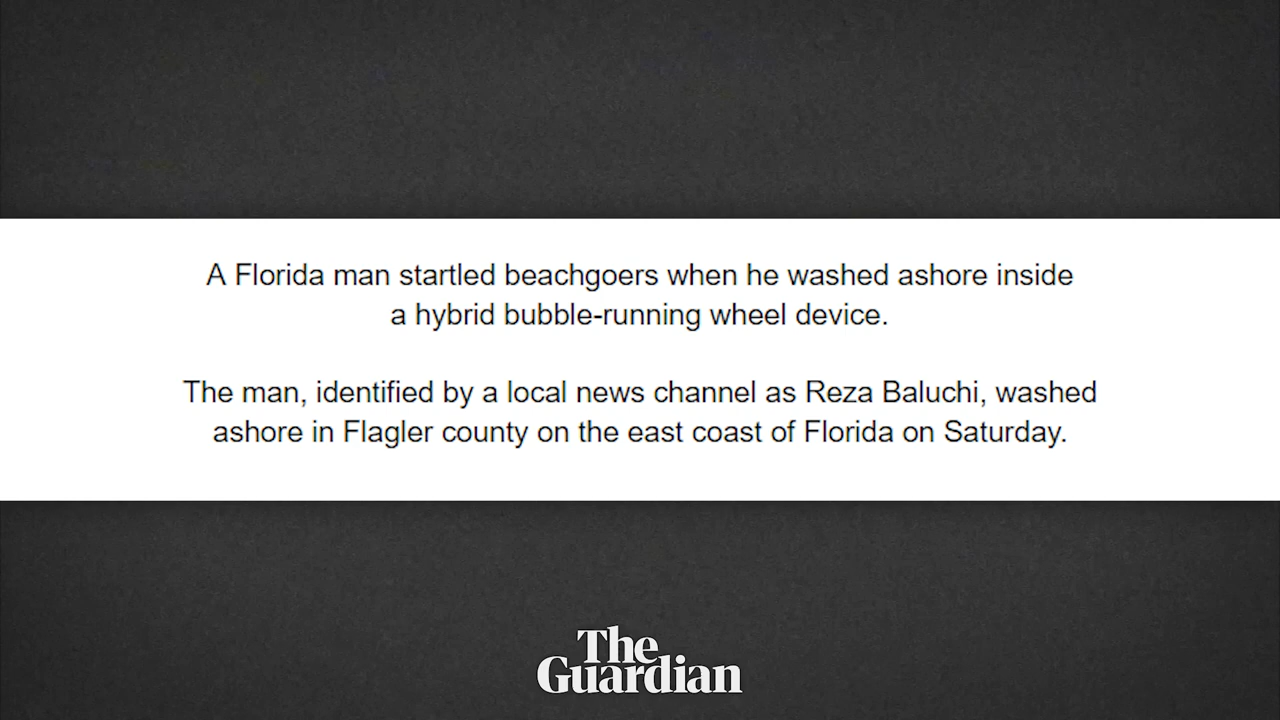 A Florida man startled beachgoers when he washed ashore inside
a hybrid bubble-running wheel device.
The man, identified by a local news channel as Reza Baluchi, washed
ashore in Flagler county on the east coast of Florida on Saturday.
The
Guardian